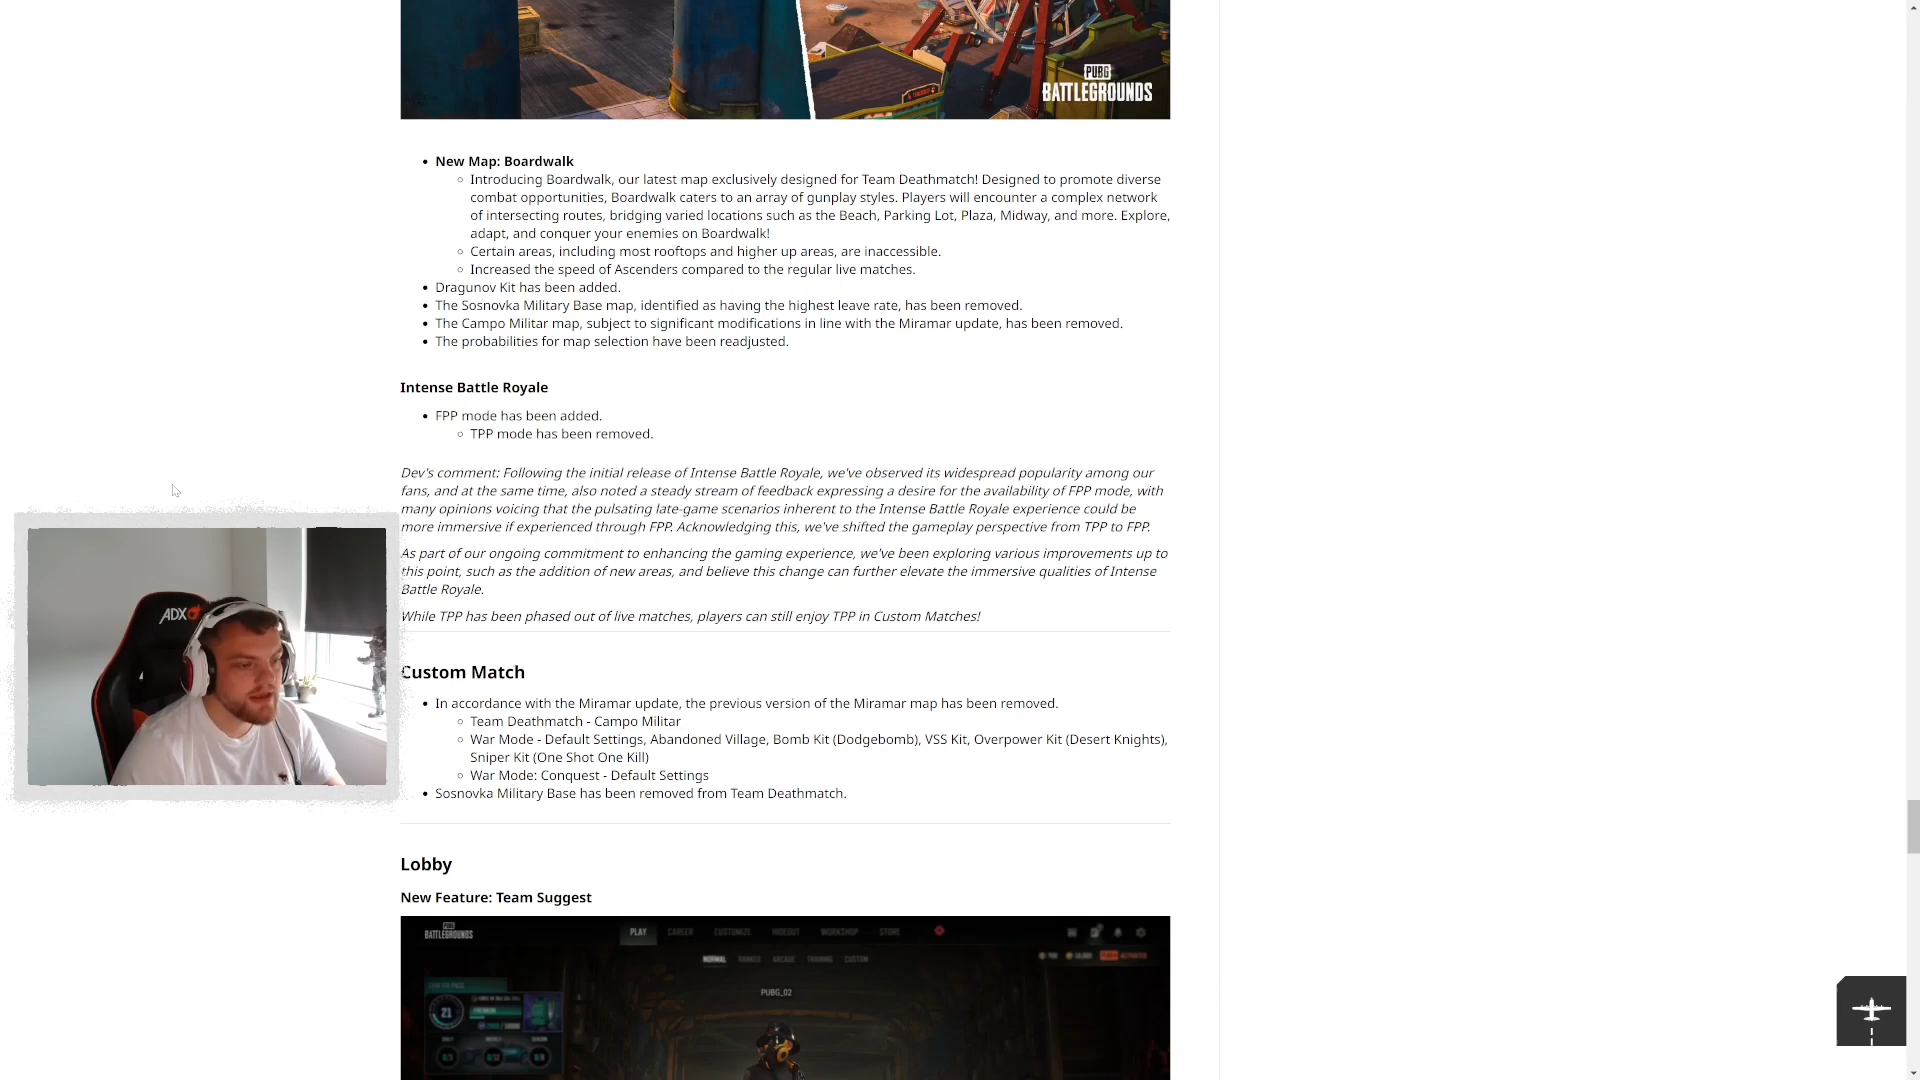 PUBG
BATTLEGROUNDS
New Map: Boardwalk
Introducing Boardwalk, our latest map exclusively designed for Team Deathmatch! Designed to promote diverse
combat opportunities, Boardwalk caters to an array of gunplay styles. Players will encounter a complex network
of intersecting routes, bridging varied locations such as the Beach, Parking Lot, Plaza, Midway, and more. Explore,
adapt, and conquer your enemies on Boardwalk!
Certain areas, including most rooftops and higher up areas, are inaccessible.
Increased the speed of Ascenders compared to the regular live matches.
Dragunov Kit has been added.
The Sosnovka Military Base map, identified as having the highest leave rate, has been removed.
The Campo Militar map, subject to significant modifications in line with the Miramar update, has been removed.
The probabilities for map selection have been readjusted.
Intense Battle Royale
FPP mode has been added.
TPP mode has been removed.
Dev's comment: Following the initial release of Intense Battle Royale, we've observed its widespread popularity among our
fans, and at the same time, also noted a steady stream of feedback expressing a desire for the availability of FPP mode, with
many opinions voicing that the pulsating late-game scenarios inherent to the Intense Battle Royale experience could be
more immersive if experienced through FPP. Acknowledging this, we've shifted the gameplay perspective from TPP to FPP.
As part of our ongoing commitment to enhancing the gaming experience, we've been exploring various improvements up to
this point, such as the addition of new areas, and believe this change can further elevate the immersive qualities of Intense
Battle Royale.
While TPP has been phased out of live matches, players can still enjoy TPP in Custom Matches!
ADX
Custom Match
In accordance with the Miramar update, the previous version of the Miramar map has been removed.
Team Deathmatch - Campo Militar
War Mode - Default Settings, Abandoned Village, Bomb Kit (Dodgebomb), VSS Kit, Overpower Kit (Desert Knights),
Sniper Kit (One Shot One Kill)
War Mode: Conquest - Default Settings
Sosnovka Military Base has been removed from Team Deathmatch.
Lobby
New Feature: Team Suggest
PUBG
BATTLEGROUNDS
PLAY CAREER CUSTOMIZE HIDEOUT WORKSHOP STORE
NORMAL RANKED ARCADE TRAINING CUSTOM
PUBG_02
21